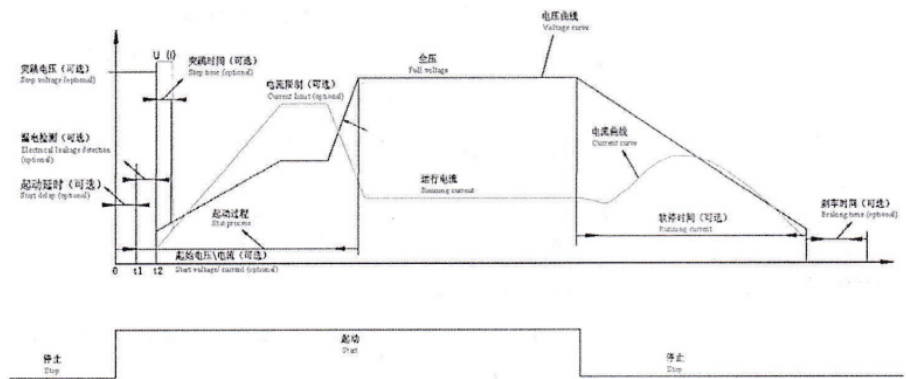 U (i)
电压曲线
Valtage curve
突跳电压（可选）
Step voltage (optional)
突跳时间（可选）
Step time (optional)
全压
Full voltage
电流限制（可选）
Current limit (optional)
漏电检测（可选）
Electrical leakage detection
(optional)
电流曲线
Current curve
起动延时（可选）
Start delay (optional)
运行电流
Running current
起动过程
Stat process
软停时间（可选）
Running current
刹车时间（可选）
Braking time (optional)
起始电压\电流（可选）
Start voltage/ current (optional)
0 t1 t2
停止
Stop
起动
Start
停止
Stop